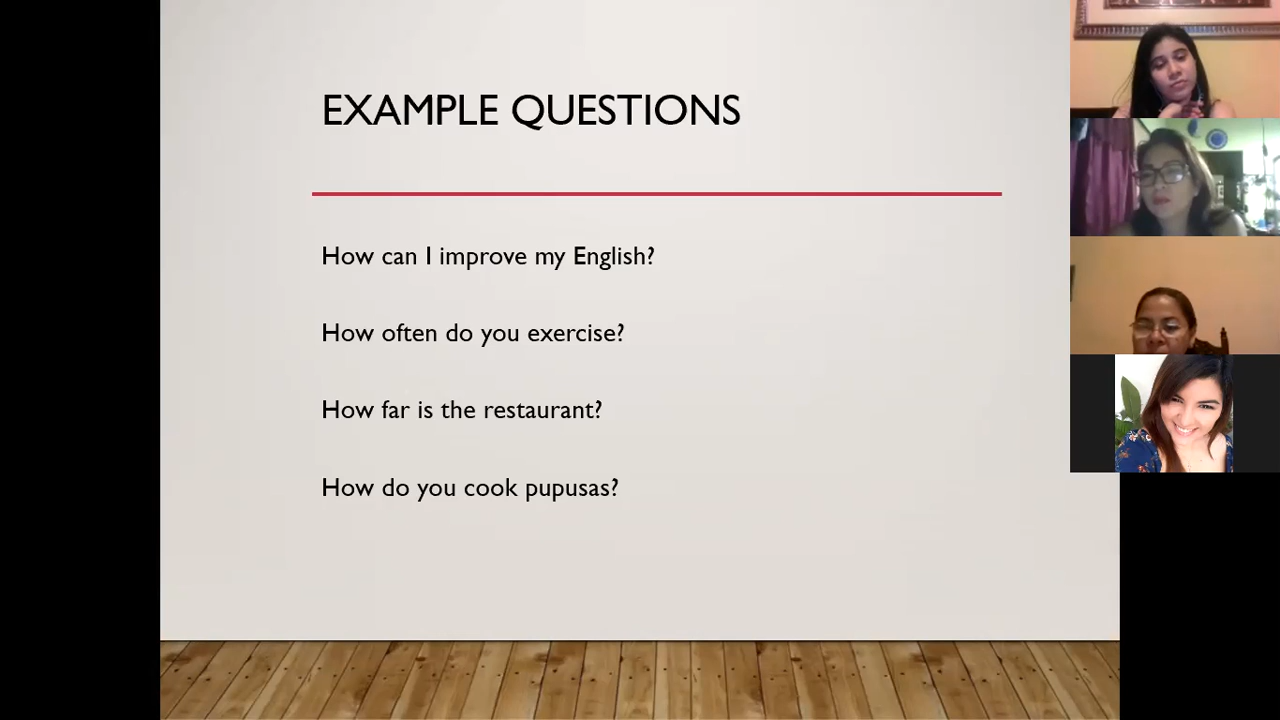 EXAMPLE QUESTIONS
How can I improve my English?
How often do you exercise?
How far is the restaurant?
How do you cook pupusas?